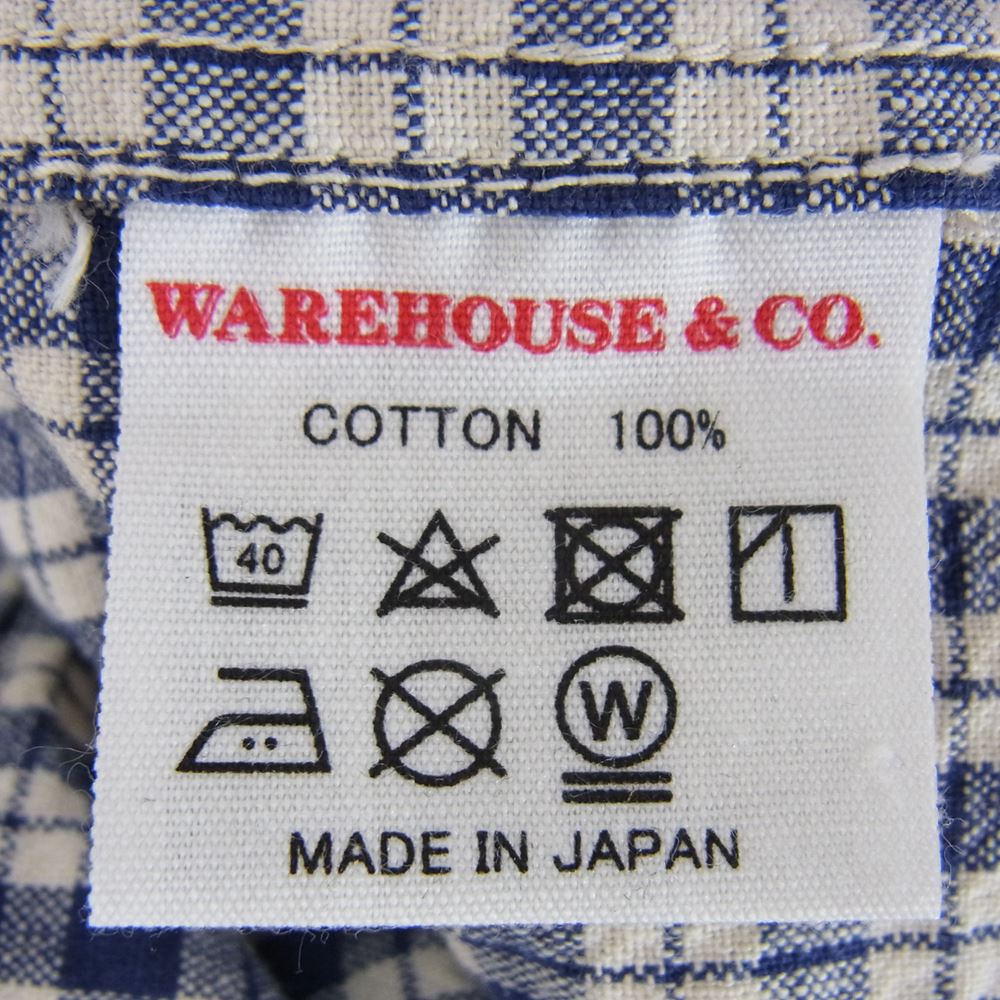 WAREHOUSE & CO.
COTTON 100%
40
W
MADE IN JAPAN